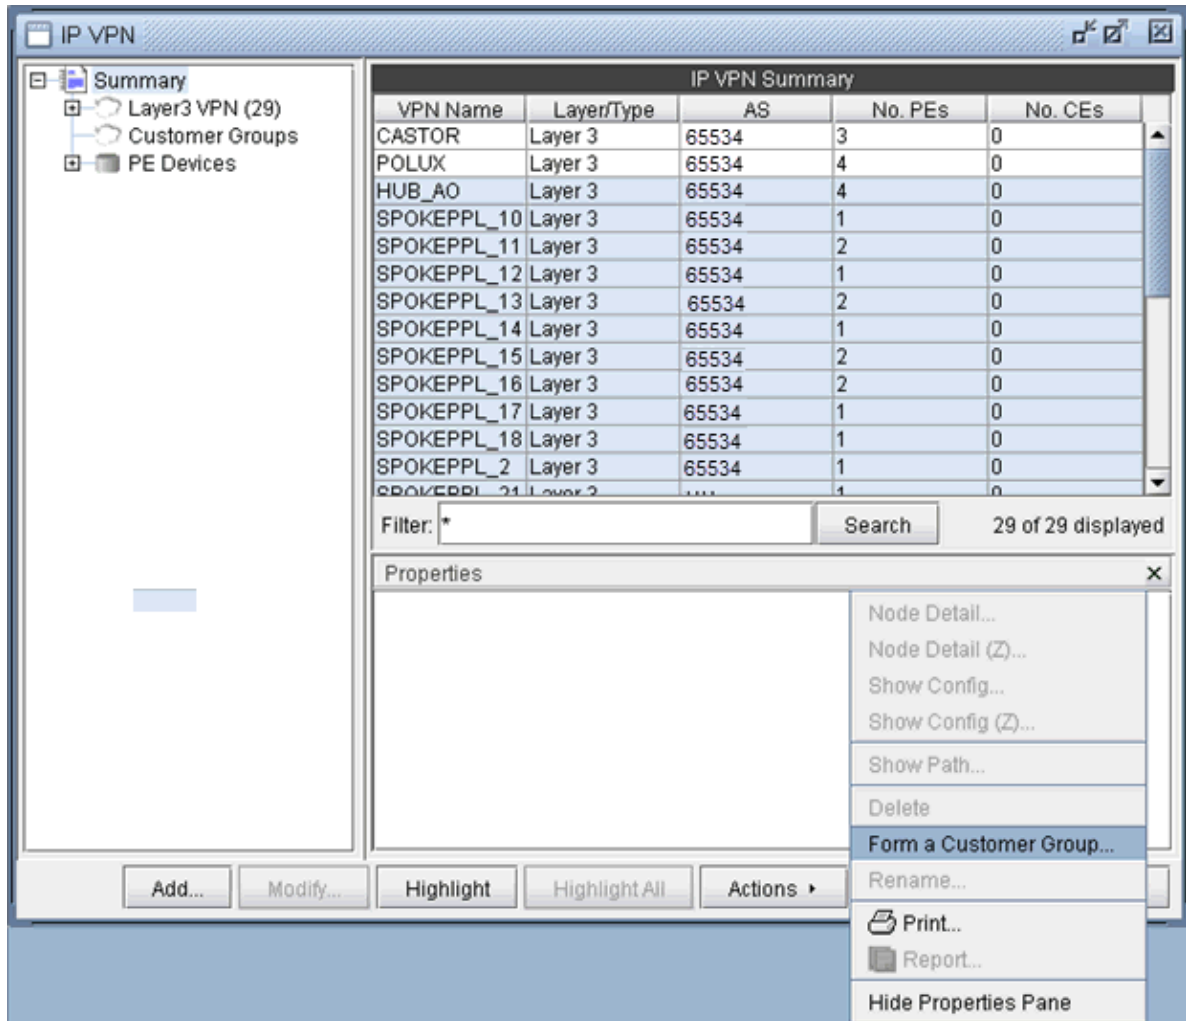 IP VPN
Summary
Layer3 VPN (29)
Customer Groups
PE Devices
IP VPN Summary
VPN Name Layer/Type AS No. PEs No. CEs
CASTOR Layer 3 65534 3 0
POLUX Layer 3 65534 4 0
HUB_AO Layer 3 65534 4 0
SPOKEPPL_10 Layer 3 65534 1 0
SPOKEPPL_11 Layer 3 65534 2 0
SPOKEPPL_12 Layer 3 65534 1 0
SPOKEPPL_13 Layer 3 65534 2 0
SPOKEPPL_14 Layer 3 65534 1 0
SPOKEPPL_15 Layer 3 65534 2 0
SPOKEPPL_16 Layer 3 65534 2 0
SPOKEPPL_17 Layer 3 65534 1 0
SPOKEPPL_18 Layer 3 65534 1 0
SPOKEPPL_2 Layer 3 65534 1 0
SPOKEPPL_21 Layer 3 1 0
Filter: * Search 29 of 29 displayed
Properties
Node Detail...
Node Detail (Z)...
Show Config...
Show Config (Z)...
Show Path...
Delete
Form a Customer Group...
Rename...
Print...
Report...
Hide Properties Pane
Add... Modify... Highlight Highlight All Actions